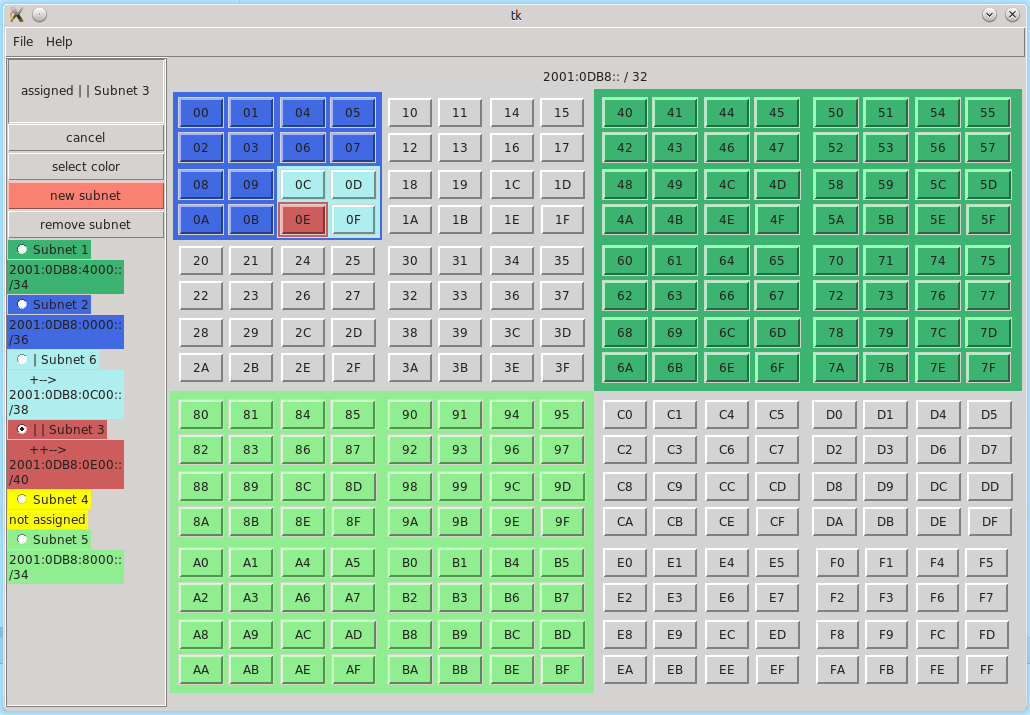 tk
File Help
2001:0DB8:: / 32
assigned | | Subnet 3
cancel
select color
new subnet
remove subnet
Subnet 1
2001:0DB8:4000::
/34
Subnet 2
2001:0DB8:0000::
/36
| Subnet 6
+-->
2001:0DB8:0C00::
/38
| | Subnet 3
++-->
2001:0DB8:0E00::
/40
Subnet 4
not assigned
Subnet 5
2001:0DB8:8000::
/34
00 01 04 05 10 11 14 15 40 41 44 45 50 51 54 55
02 03 06 07 12 13 16 17 42 43 46 47 52 53 56 57
08 09 0C 0D 18 19 1C 1D 48 49 4C 4D 58 59 5C 5D
0A 0B 0E 0F 1A 1B 1E 1F 4A 4B 4E 4F 5A 5B 5E 5F
20 21 24 25 30 31 34 35 60 61 64 65 70 71 74 75
22 23 26 27 32 33 36 37 62 63 66 67 72 73 76 77
28 29 2C 2D 38 39 3C 3D 68 69 6C 6D 78 79 7C 7D
2A 2B 2E 2F 3A 3B 3E 3F 6A 6B 6E 6F 7A 7B 7E 7F
80 81 84 85 90 91 94 95 C0 C1 C4 C5 D0 D1 D4 D5
82 83 86 87 92 93 96 97 C2 C3 C6 C7 D2 D3 D6 D7
88 89 8C 8D 98 99 9C 9D C8 C9 CC CD D8 D9 DC DD
8A 8B 8E 8F 9A 9B 9E 9F CA CB CE CF DA DB DE DF
A0 A1 A4 A5 B0 B1 B4 B5 E0 E1 E4 E5 F0 F1 F4 F5
A2 A3 A6 A7 B2 B3 B6 B7 E2 E3 E6 E7 F2 F3 F6 F7
A8 A9 AC AD B8 B9 BC BD E8 E9 EC ED F8 F9 FC FD
AA AB AE AF BA BB BE BF EA EB EE EF FA FB FE FF